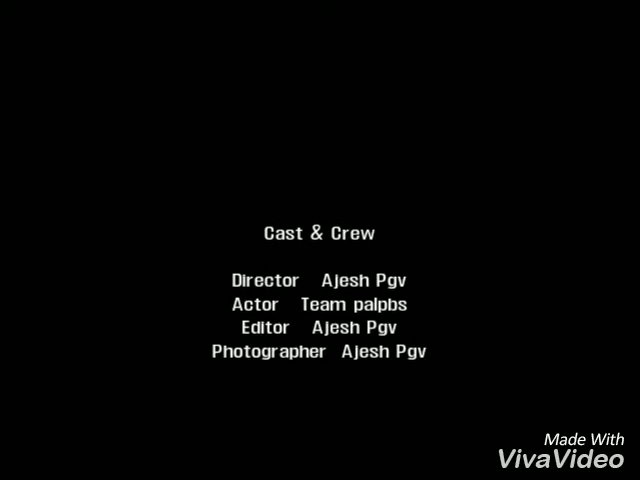 Cast & Crew
Director Ajesh Pgv
Actor Team palpbs
Editor Ajesh Pgv
Photographer Ajesh Pgv
Made With
VivaVideo